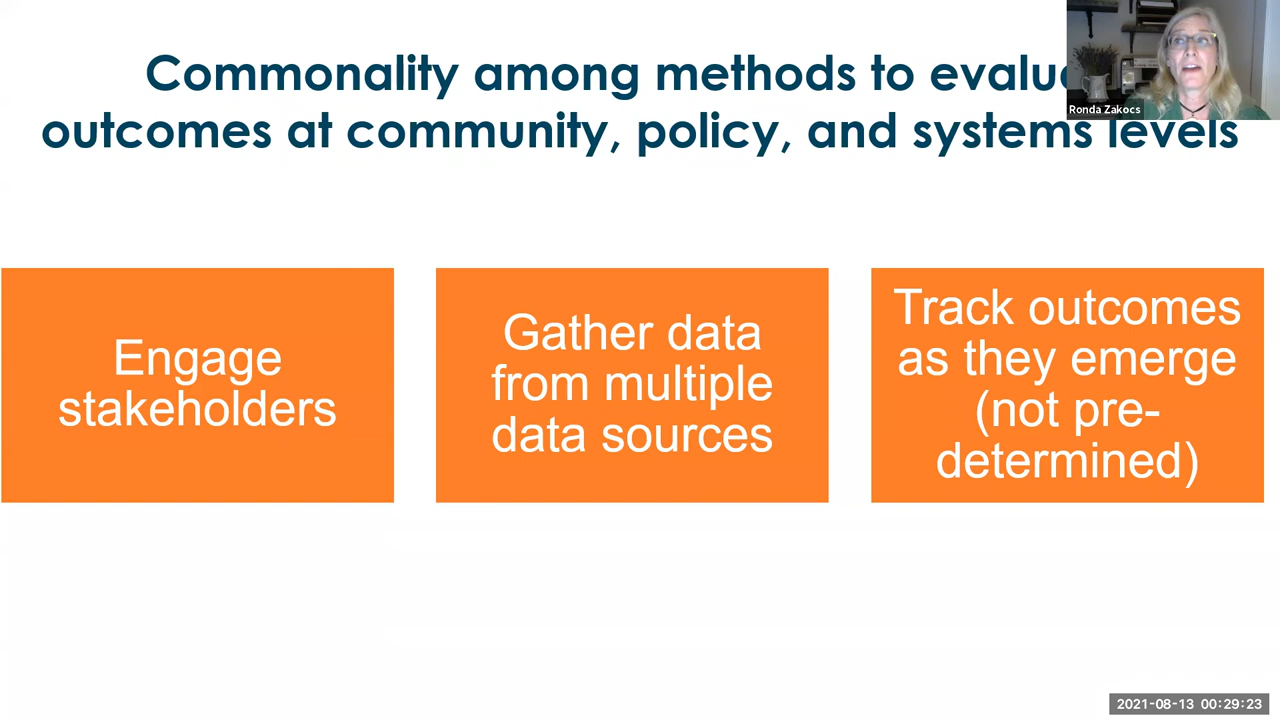 Commonality among methods to evalu
outcomes at community, policy, and systems levels
Ronda Zakocs
Engage
stakeholders
Gather data
from multiple
data sources
Track outcomes
as they emerge
(not pre-
determined)
2021-08-13 00:29:23